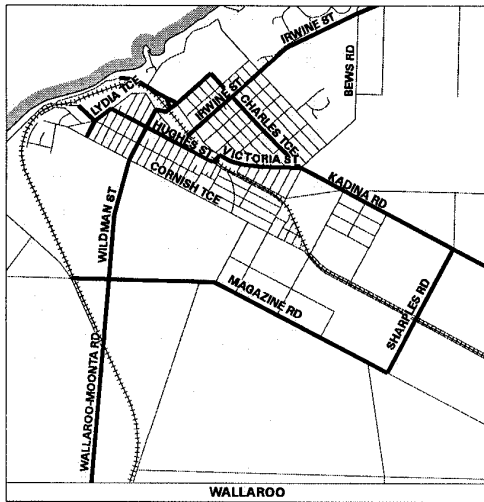 IRWINE ST
BEWS RD
LYDIA TCE
IRWINE ST
CHARLES TCE
HUGHES ST
VICTORIA ST
KADINA RD
CORNISH TCE
WILDMAN ST
MAGAZINE RD
SHARPLES RD
WALLAROO-MOONTA RD
WALLAROO